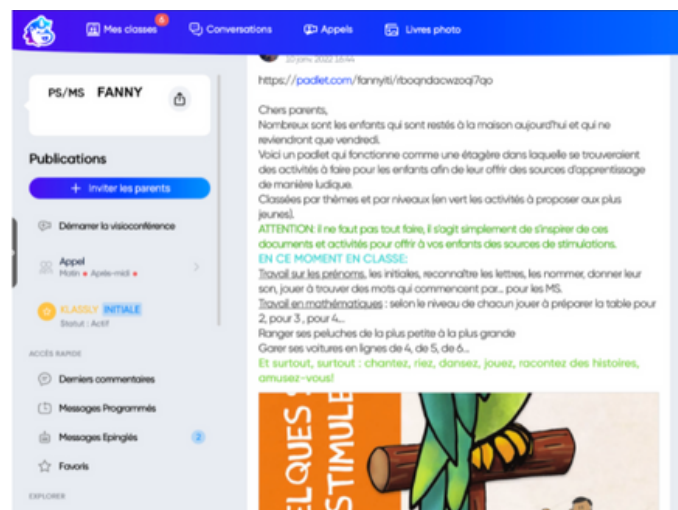 6
Mes classes
Conversations
Appels
Livres photo
PS/MS FANNY
Publications
+ Inviter les parents
Démarrer la visioconférence
Appel
Matin • Après-midi •
KLASSLY INITIALE
Statut : Actif
ACCÈS RAPIDE
Derniers commentaires
Messages Programmés
Messages Epinglés
2
Favoris
EXPLORER
10 janv. 2022 18:44
https://padlet.com/fannyiti/rboqndacwzoqi7qo
Chers parents,
Nombreux sont les enfants qui sont restés à la maison aujourd'hui et qui ne
reviendront que vendredi.
Voici un padlet qui fonctionne comme une étagère dans laquelle se trouveraient
des activités à faire pour les enfants afin de leur offrir des sources d'apprentissage
de manière ludique.
Classées par thèmes et par niveaux (en vert les activités à proposer aux plus
jeunes).
ATTENTION: il ne faut pas tout faire, il s'agit simplement de s'inspirer de ces
documents et activités pour offrir à vos enfants des sources de stimulations.
EN CE MOMENT EN CLASSE:
Travail sur les prénoms, les initiales, reconnaître les lettres, les nommer, donner leur
son, jouer à trouver des mots qui commencent par... pour les MS.
Travail en mathématiques : selon le niveau de chacun jouer à préparer la table pour
2, pour 3 , pour 4...
Ranger ses peluches de la plus petite à la plus grande
Garer ses voitures en lignes de 4, de 5, de 6...
Et surtout, surtout : chantez, riez, dansez, jouez, racontez des histoires,
amusez-vous!
ELQUES
STIMULE